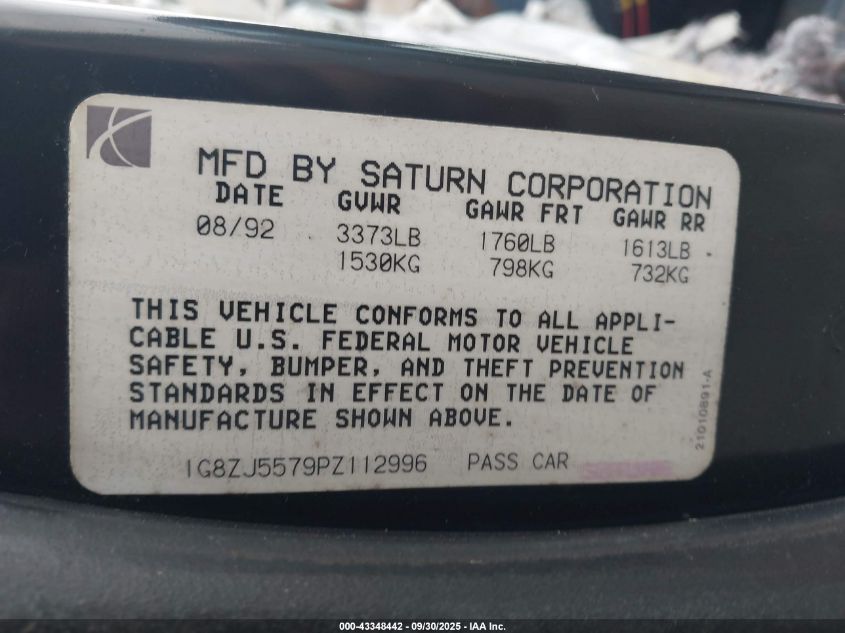 MFD BY SATURN CORPORATION
DATE GVWR GAWR FRT GAWR RR
08/92 3373LB 1760LB 1613LB
1530KG 798KG 732KG
THIS VEHICLE CONFORMS TO ALL APPLI-
CABLE U.S. FEDERAL MOTOR VEHICLE
SAFETY, BUMPER, AND THEFT PREVENTION
STANDARDS IN EFFECT ON THE DATE OF
MANUFACTURE SHOWN ABOVE.
1G8ZJ5579PZ112996 PASS CAR
21010891-A
000-43348442 - 09/30/2025 - IAA Inc.